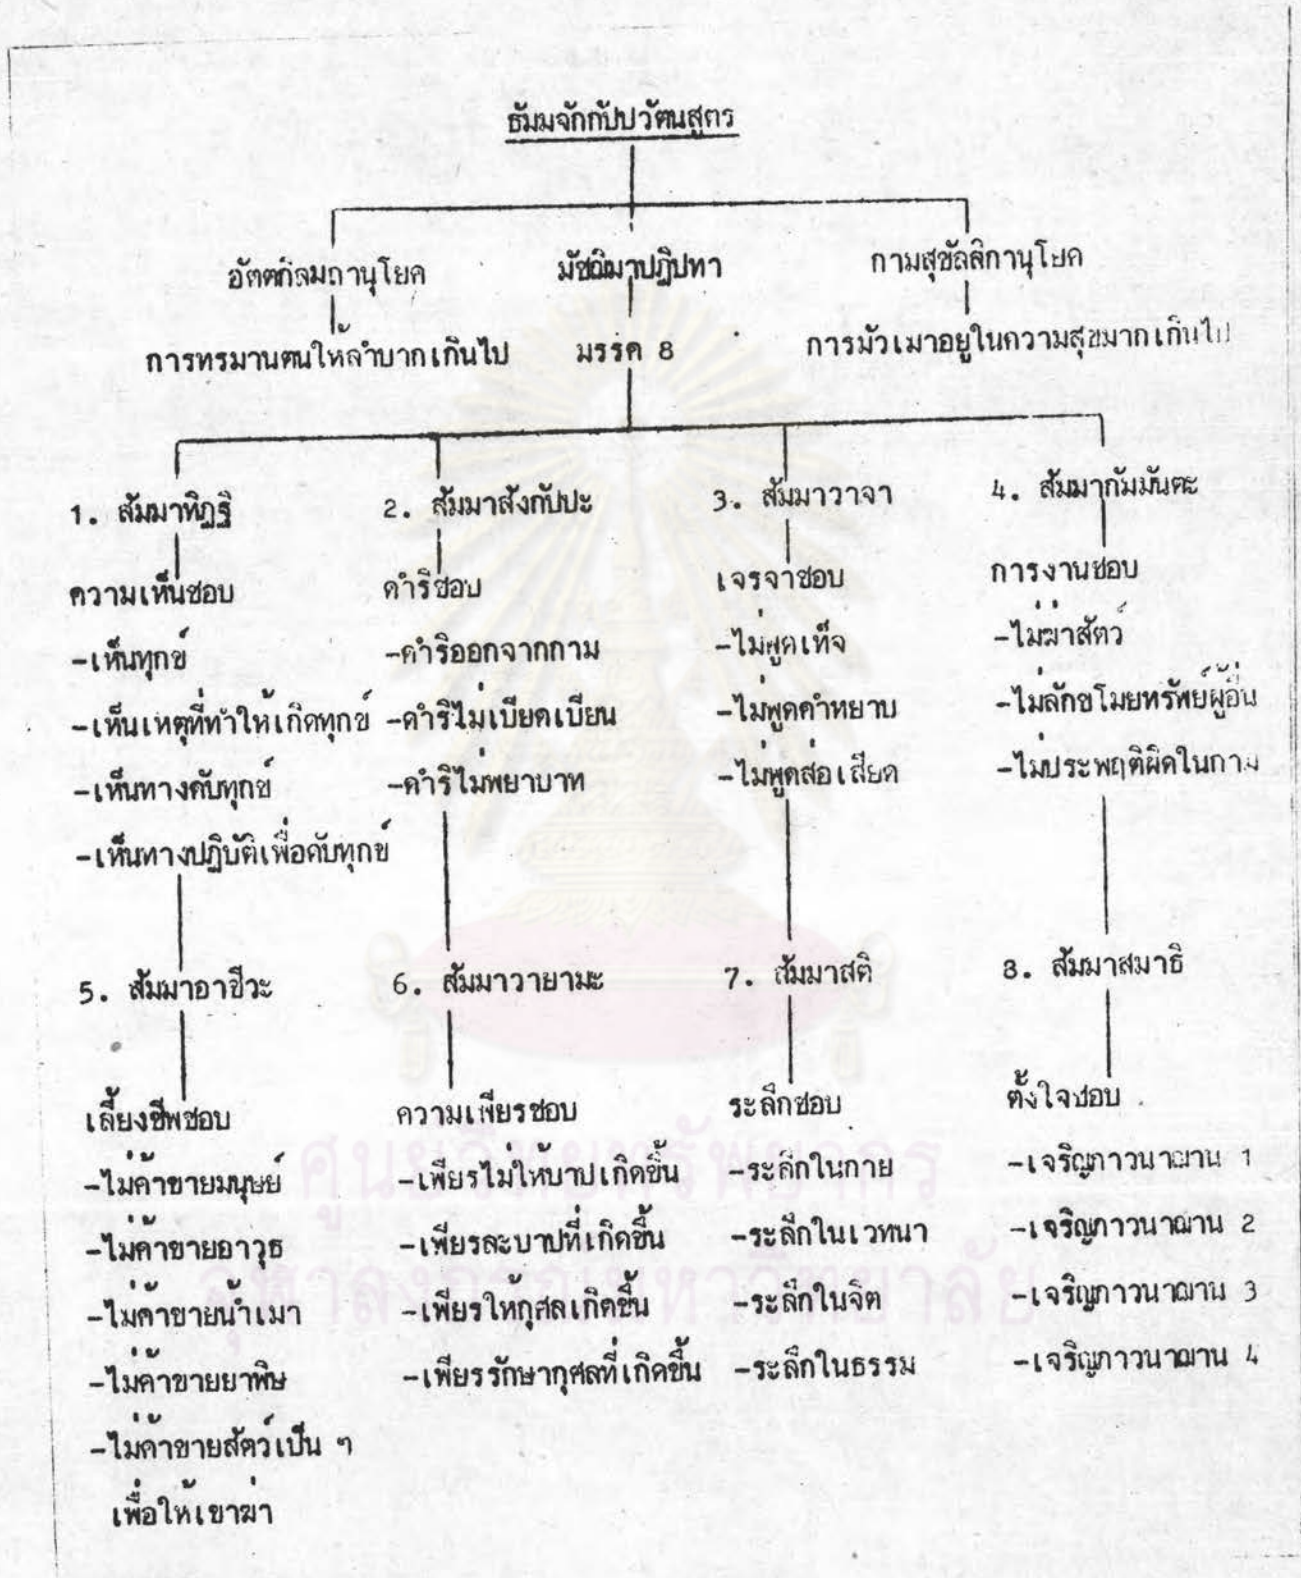 ธัมมจักกัปปวัตนสูตร
อัตตกิลมถานุโยค
มัชฌิมาปฏิปทา
กามสุขัลลิกานุโยค
การทรมานตนให้ลำบากเกินไป
มรรค 8
การมัวเมาอยู่ในความสุขมากเกินไป
1. สัมมาทิฏฐิ
2. สัมมาสังกัปปะ
3. สัมมาวาจา
4. สัมมากัมมันตะ
ความเห็นชอบ
ดำริชอบ
เจรจาชอบ
การงานชอบ
-เห็นทุกข์
-ดำริออกจากกาม
-ไม่พูดเท็จ
-ไม่ฆ่าสัตว์
-เห็นเหตุที่ทำให้เกิดทุกข์
-ดำริไม่เบียดเบียน
-ไม่พูดคำหยาบ
-ไม่ลักขโมยทรัพย์ผู้อื่น
-เห็นทางดับทุกข์
-ดำริไม่พยาบาท
-ไม่พูดส่อเสียด
-ไม่ประพฤติผิดในกาม
-เห็นทางปฏิบัติเพื่อดับทุกข์
5. สัมมาอาชีวะ
6. สัมมาวายามะ
7. สัมมาสติ
8. สัมมาสมาธิ
เลี้ยงชีพชอบ
ความเพียรชอบ
ระลึกชอบ
ตั้งใจชอบ
-ไม่ค้าขายมนุษย์
-เพียรไม่ให้บาปเกิดขึ้น
-ระลึกในกาย
-เจริญภาวนาฌาน 1
-ไม่ค้าขายอาวุธ
-เพียรละบาปที่เกิดขึ้น
-ระลึกในเวทนา
-เจริญภาวนาฌาน 2
-ไม่ค้าขายน้ำเมา
-เพียรให้กุศลเกิดขึ้น
-ระลึกในจิต
-เจริญภาวนาฌาน 3
-ไม่ค้าขายยาพิษ
-เพียรรักษากุศลที่เกิดขึ้น
-ระลึกในธรรม
-เจริญภาวนาฌาน 4
-ไม่ค้าขายสัตว์เป็น ๆ
เพื่อให้เขาฆ่า
ศูนย์วิทยทรัพยากร
จุฬาลงกรณ์มหาวิทยาลัย